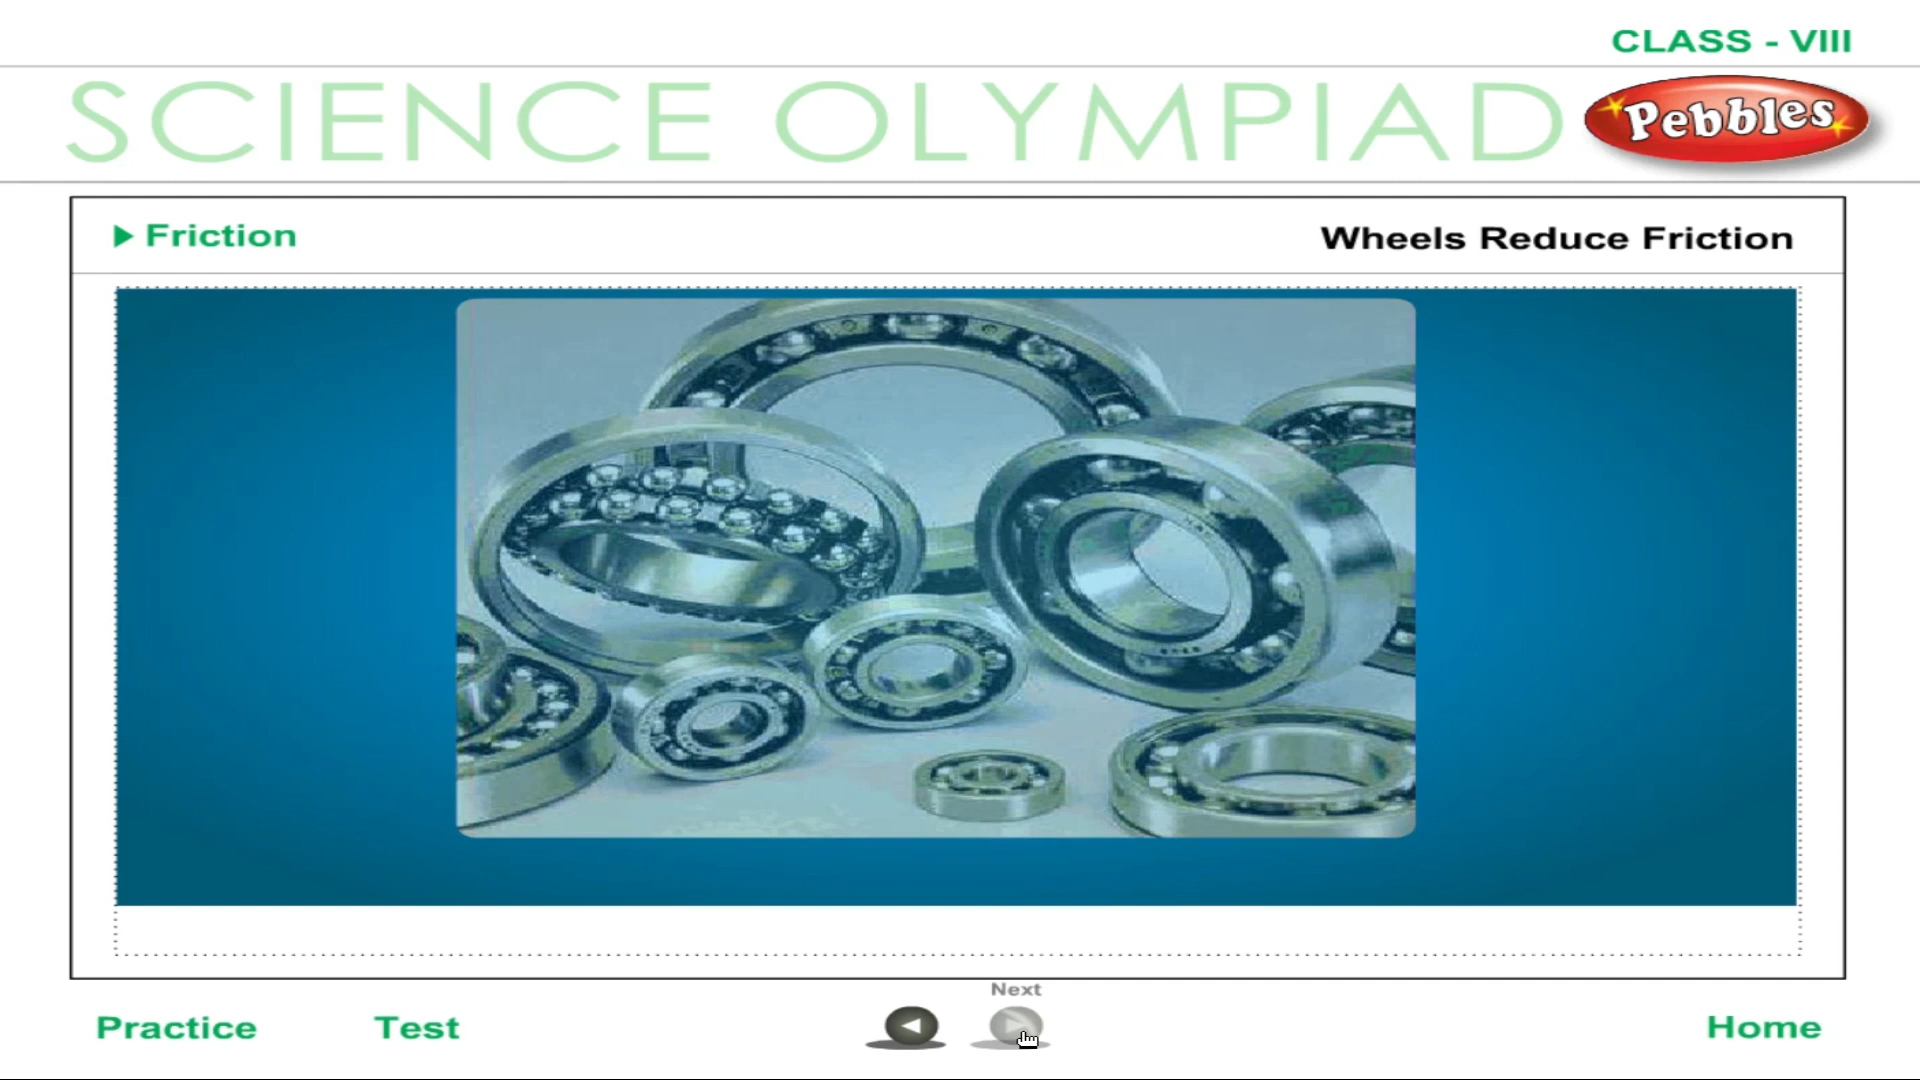 CLASS - VIII
SCIENCE OLYMPIAD
Pebbles
Friction
Wheels Reduce Friction
Next
Practice
Test
Home